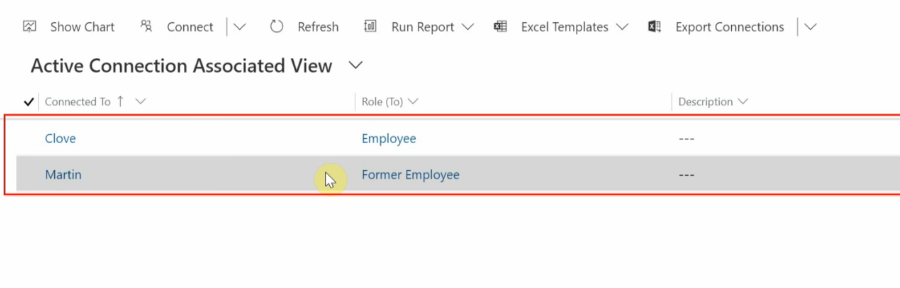 Show Chart Connect Refresh Run Report Excel Templates Export Connections
Active Connection Associated View
Connected To ↑ Role (To) Description
Clove Employee ---
Martin Former Employee ---